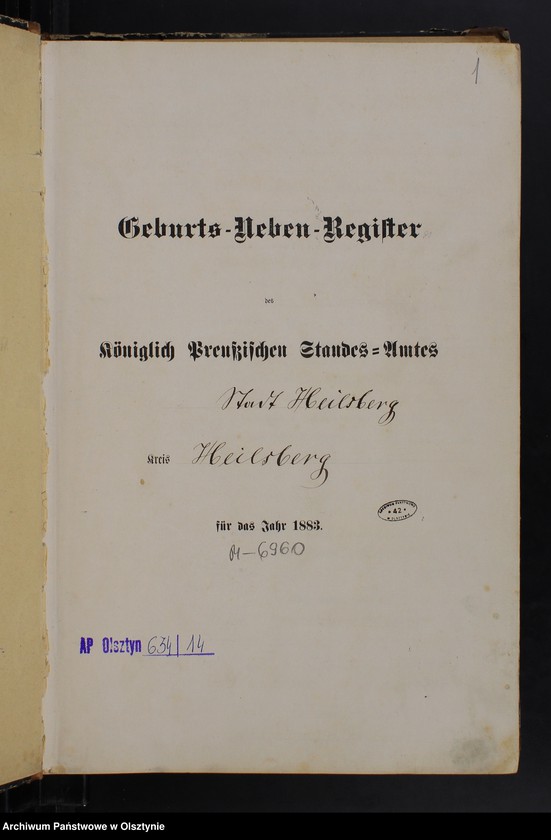 1
Geburts-Neben-Register
des
Königlich Preußischen Standes-Amtes
Stadt Heilsberg
Kreis Heilsberg
für das Jahr 1883.
42
M-6960
AP Olsztyn 654/14
Archiwum Państwowe w Olsztynie